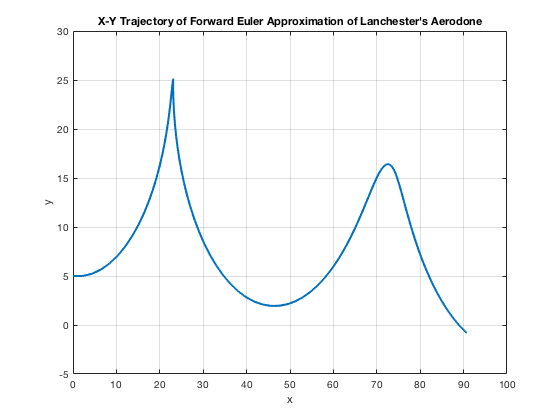 X-Y Trajectory of Forward Euler Approximation of Lanchester's Aerodone
30
25
20
15
10
5
0
-5
y
0 10 20 30 40 50 60 70 80 90 100
x